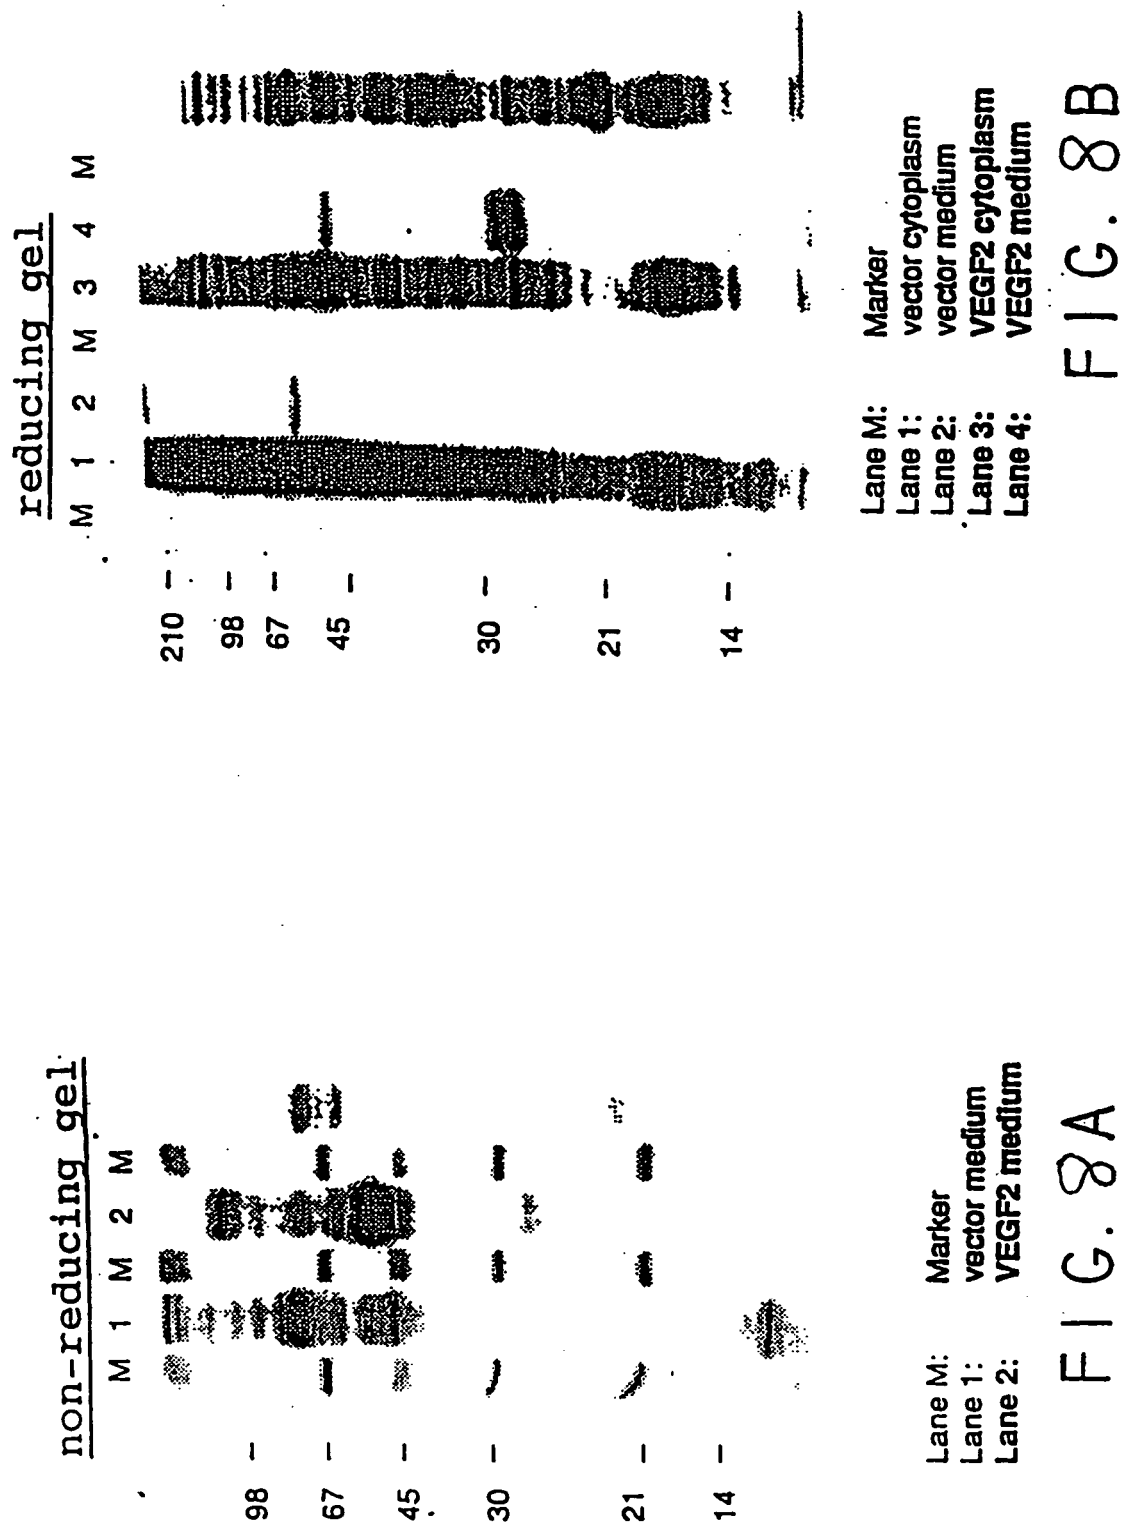 non-reducing gel
M 1 M 2 M
98 –
67 –
45 –
30 –
21 –
14 –
Lane M: Marker
Lane 1: vector medium
Lane 2: VEGF2 medium
FIG. 8A
reducing gel
M 1 2 M 3 4 M
210 –
98 –
67 –
45 –
30 –
21 –
14 –
Lane M: Marker
Lane 1: vector cytoplasm
Lane 2: vector medium
Lane 3: VEGF2 cytoplasm
Lane 4: VEGF2 medium
FIG. 8B